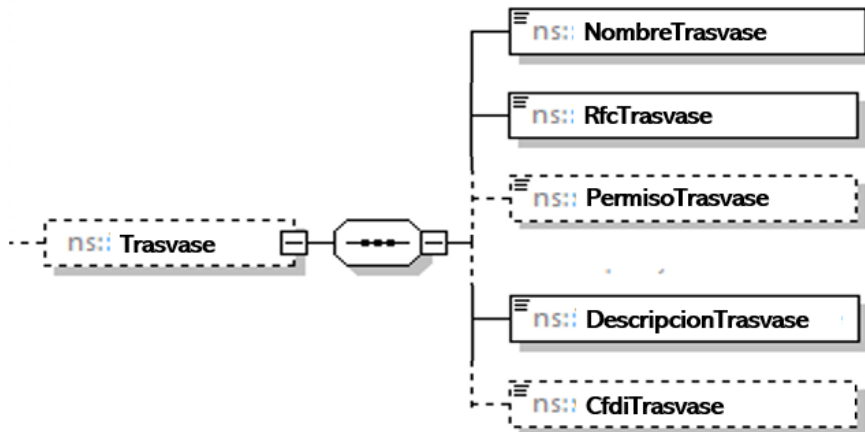 ns:: NombreTrasvase
ns:: RfcTrasvase
ns:: PermisoTrasvase
ns:: Trasvase
ns:: DescripcionTrasvase
ns:: CfdiTrasvase